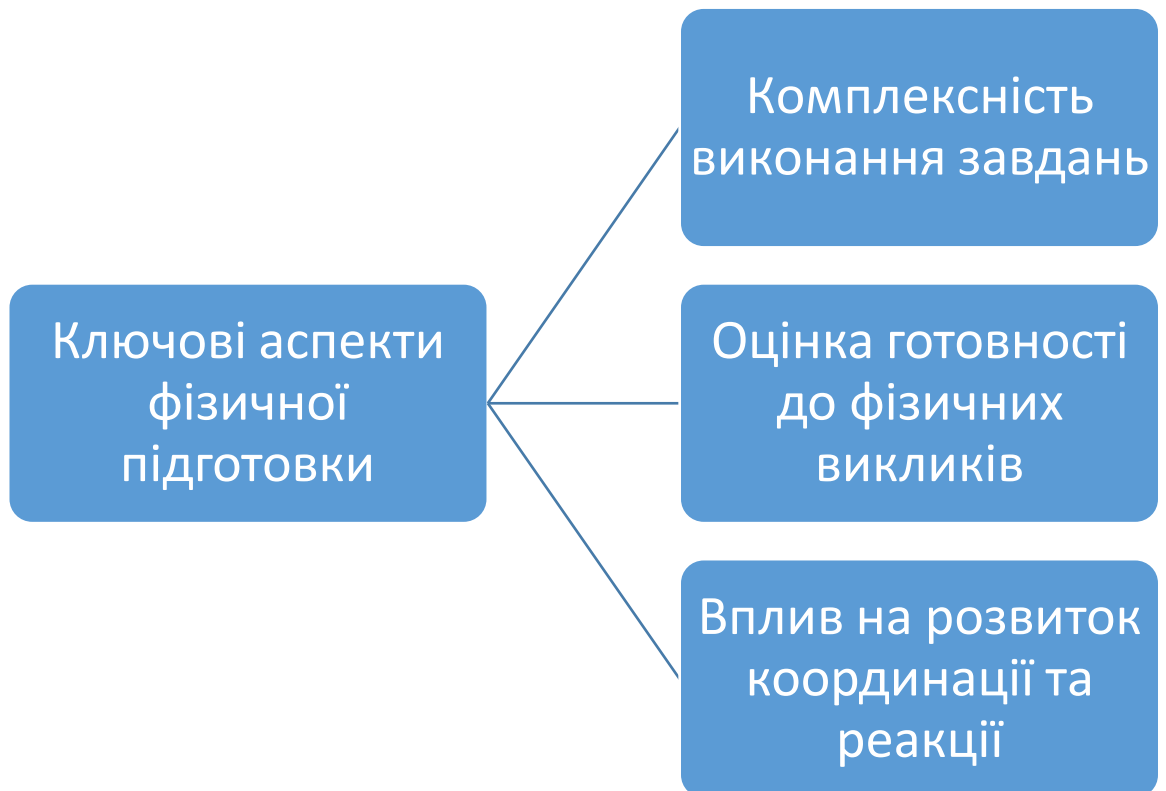 Ключові аспекти
фізичної
підготовки
Комплексність
виконання завдань
Оцінка готовності
до фізичних
викликів
Вплив на розвиток
координації та
реакції